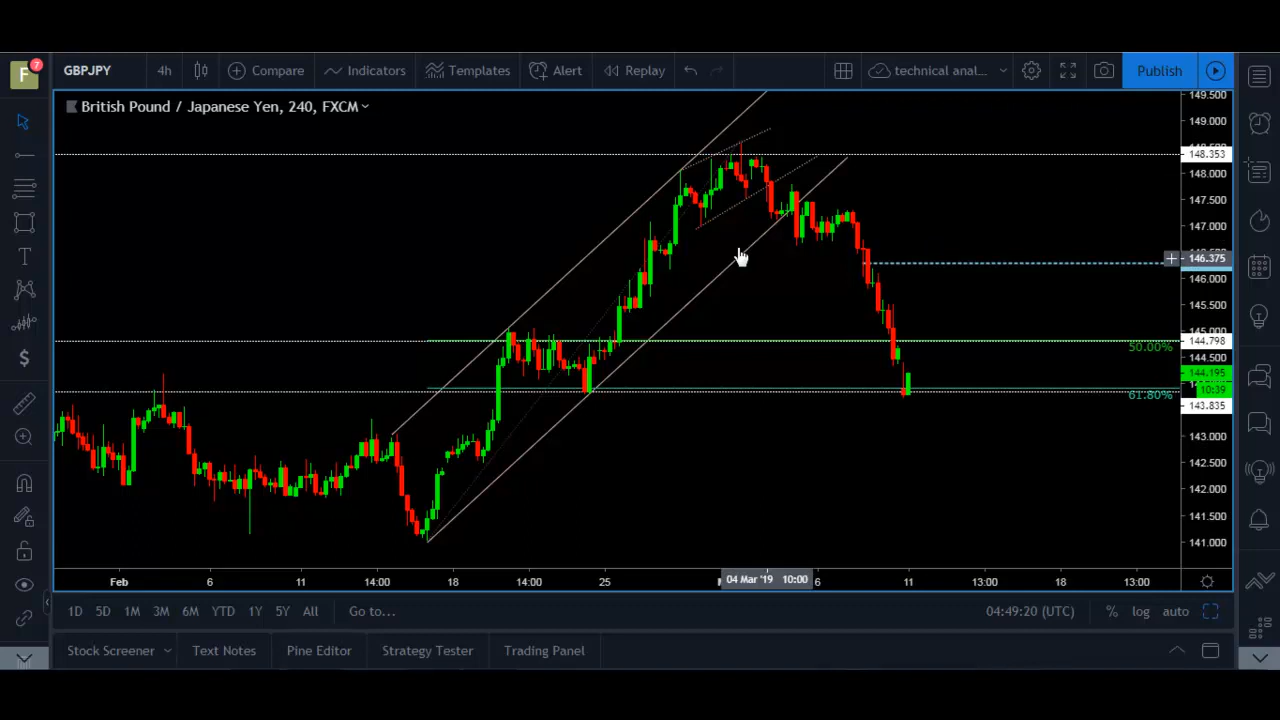 F
7
GBPJPY
4h
Compare
Indicators
Templates
Alert
Replay
technical anal...
Publish
British Pound / Japanese Yen, 240, FXCM
149.500
149.000
148.353
148.000
147.500
147.000
146.375
146.000
145.500
145.000
144.798
50.00%
144.500
144.195
10:39
61.80%
143.835
143.000
142.500
142.000
141.500
141.000
Feb
6
11
14:00
18
14:00
25
04 Mar '19 10:00
6
11
13:00
18
13:00
1D
5D
1M
3M
6M
YTD
1Y
5Y
All
Go to...
04:49:20 (UTC)
%
log
auto
Stock Screener
Text Notes
Pine Editor
Strategy Tester
Trading Panel